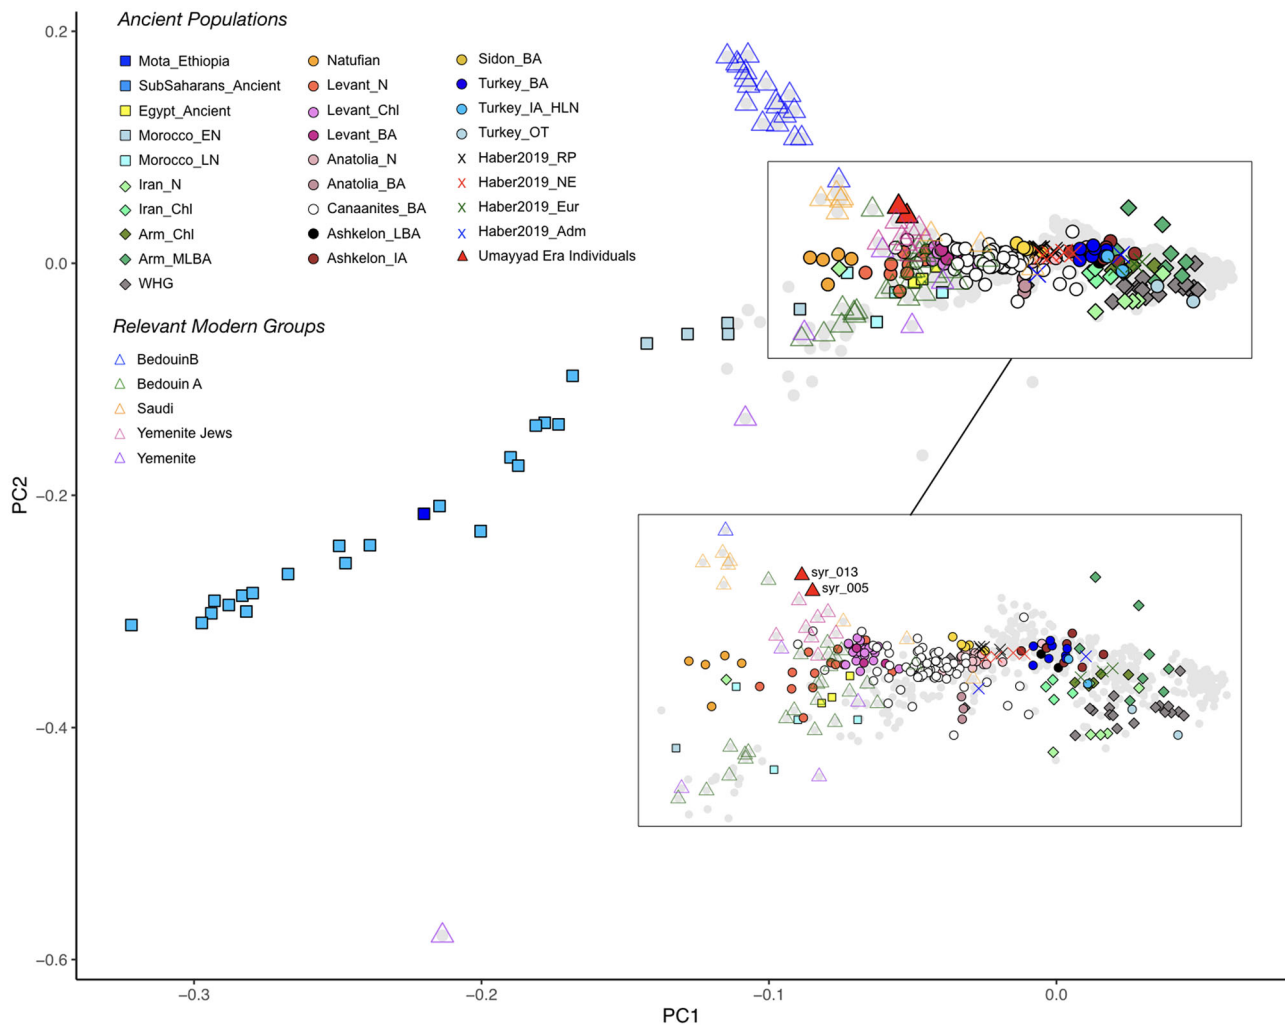 Ancient Populations
Mota_Ethiopia
SubSaharans_Ancient
Egypt_Ancient
Morocco_EN
Morocco_LN
Iran_N
Iran_Chl
Arm_Chl
Arm_MLBA
WHG
Natufian
Levant_N
Levant_Chl
Levant_BA
Anatolia_N
Anatolia_BA
Canaanites_BA
Ashkelon_LBA
Ashkelon_IA
Sidon_BA
Turkey_BA
Turkey_IA_HLN
Turkey_OT
Haber2019_RP
Haber2019_NE
Haber2019_Eur
Haber2019_Adm
Umayyad Era Individuals
Relevant Modern Groups
BedouinB
Bedouin A
Saudi
Yemenite Jews
Yemenite
syr_013
syr_005
PC2
0.2
0.0
−0.2
−0.4
−0.6
−0.3
−0.2
−0.1
0.0
PC1